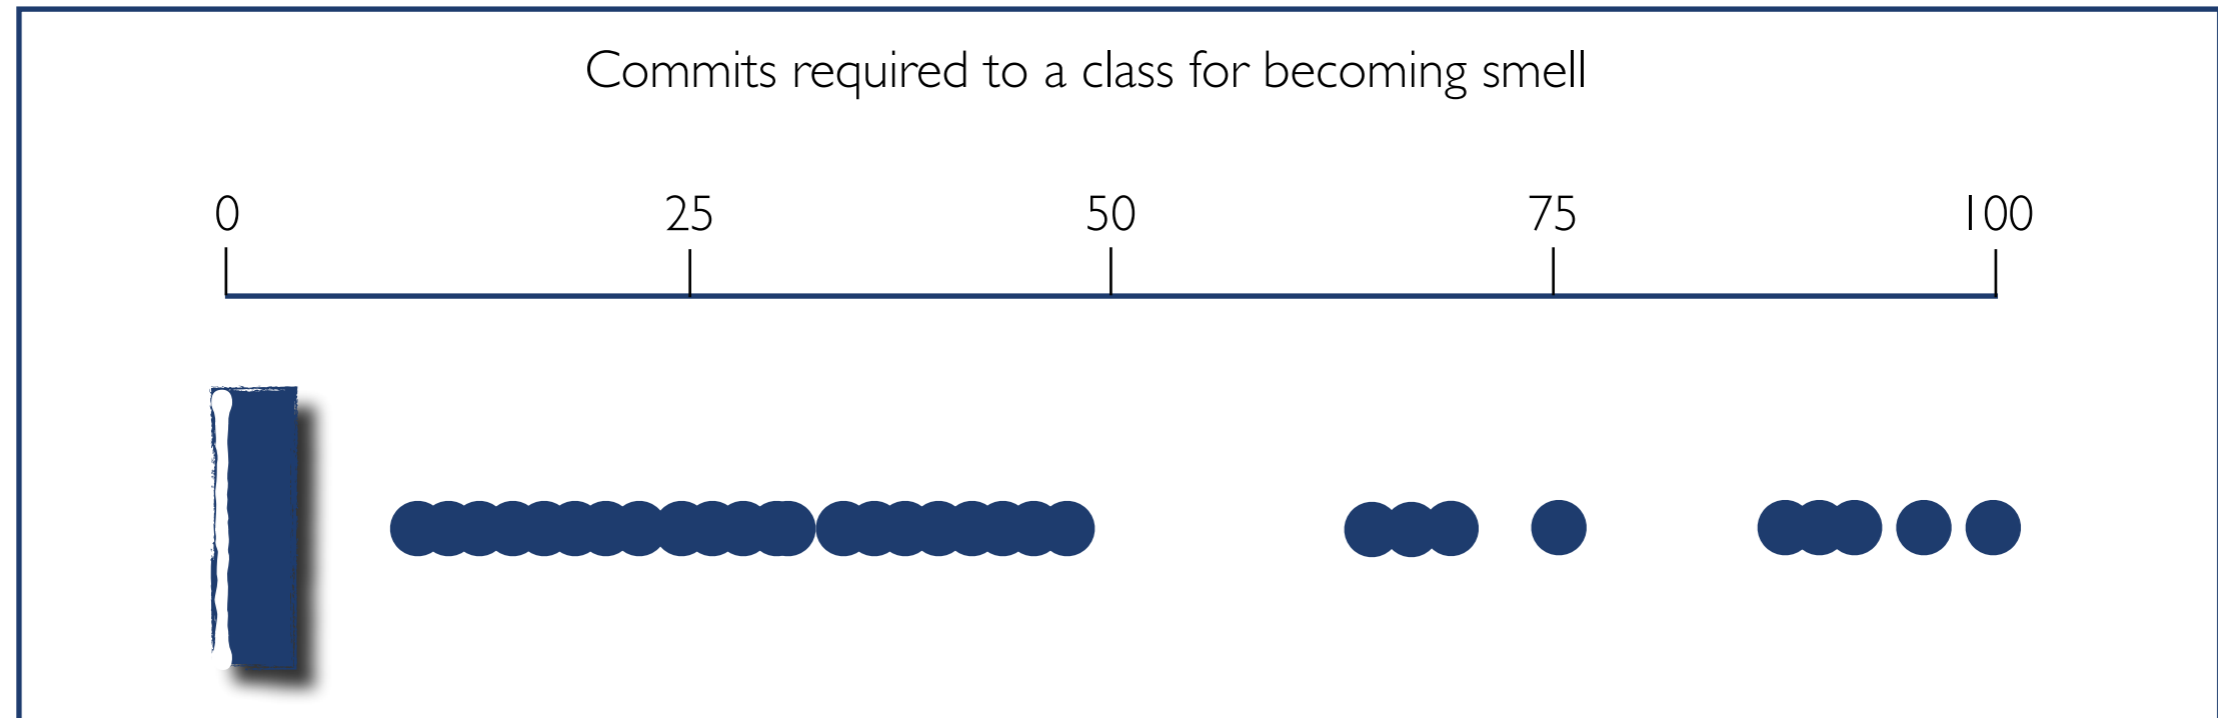 Commits required to a class for becoming smell
0 25 50 75 100